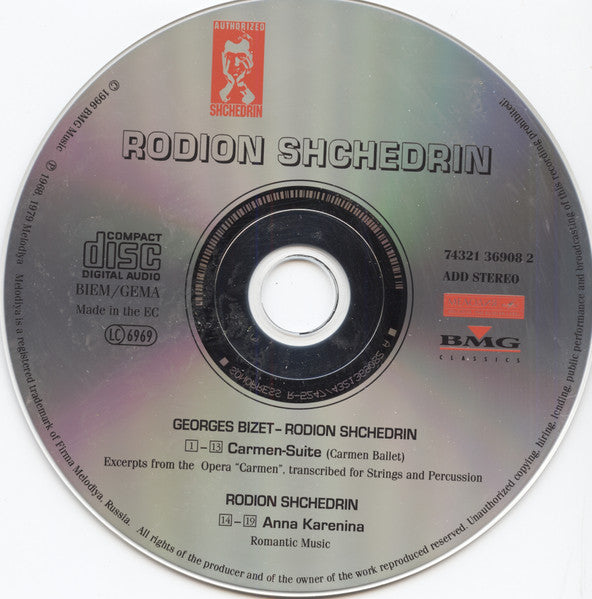 AUTHORIZED
SHCHEDRIN
RODION SHCHEDRIN
COMPACT
disc
DIGITAL AUDIO
BIEM/GEMA
Made in the EC
LC 6969
74321 36908 2
ADD STEREO
BMG
CLASSICS
GEORGES BIZET – RODION SHCHEDRIN
1 – 13 Carmen-Suite (Carmen Ballet)
Excerpts from the Opera "Carmen", transcribed for Strings and Percussion
RODION SHCHEDRIN
14 – 19 Anna Karenina
Romantic Music
© 1996 BMG Music ℗ 1968, 1979 Melodiya Melodiya is a registered trademark of Firma Melodiya, Russia. All rights of the producer and of the owner of the work reproduced reserved. Unauthorized copying, hiring, lending, public performance and broadcasting of this recording prohibited!